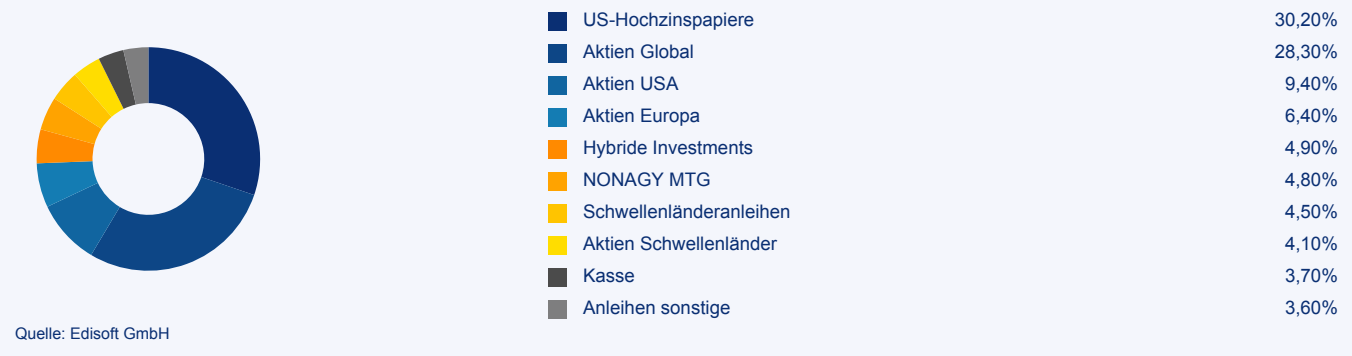 US-Hochzinspapiere 30,20%
Aktien Global 28,30%
Aktien USA 9,40%
Aktien Europa 6,40%
Hybride Investments 4,90%
NONAGY MTG 4,80%
Schwellenländeranleihen 4,50%
Aktien Schwellenländer 4,10%
Kasse 3,70%
Anleihen sonstige 3,60%
Quelle: Edisoft GmbH